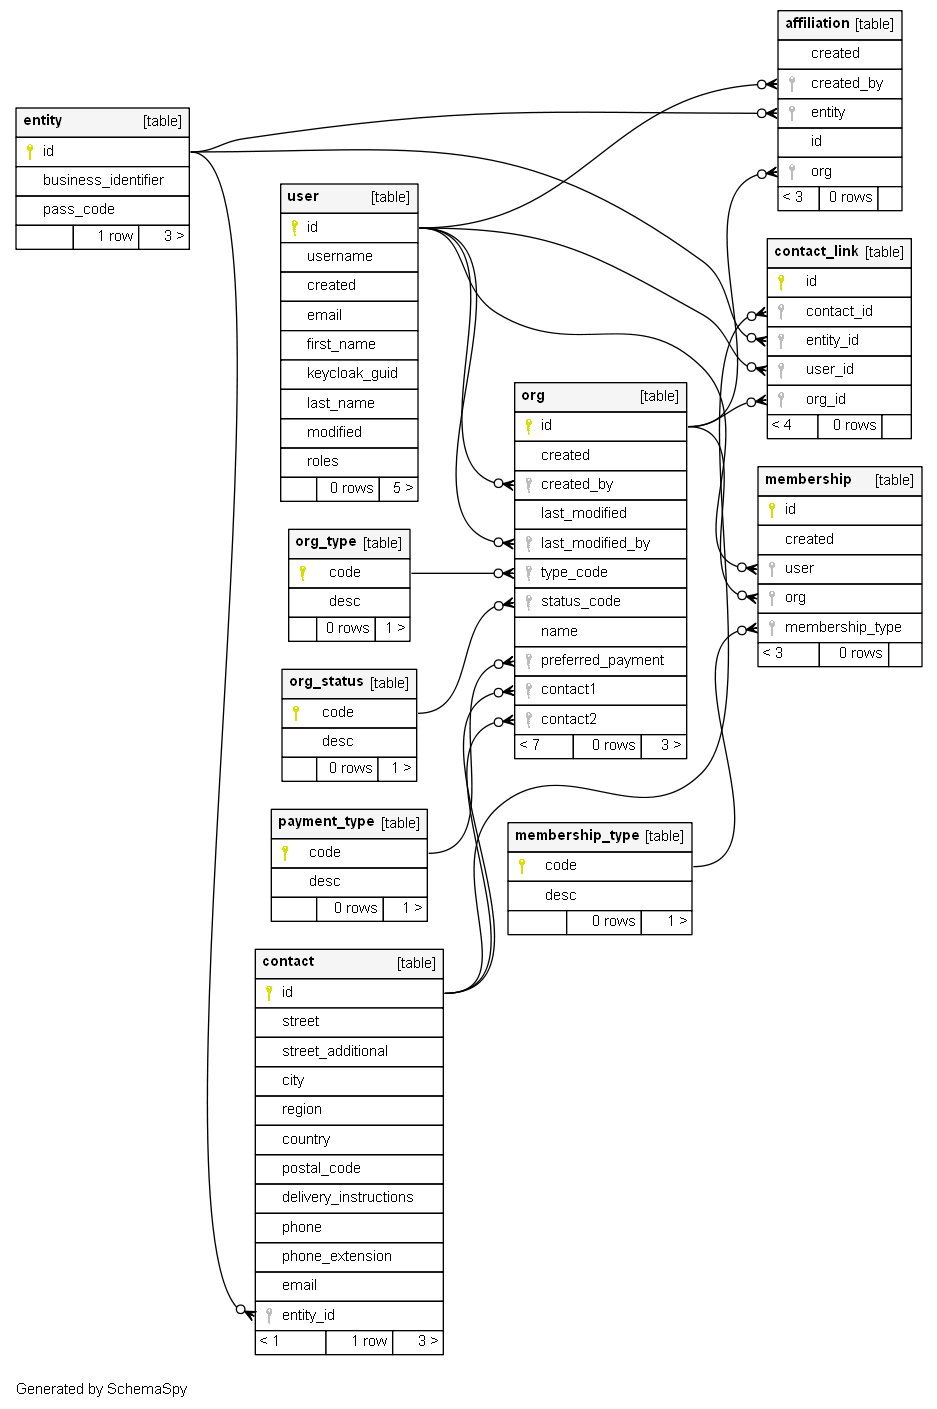 affiliation [table]
created
created_by
entity
id
org
< 3 0 rows
entity [table]
id
business_identifier
pass_code
1 row 3 >
user [table]
id
username
created
email
first_name
keycloak_guid
last_name
modified
roles
0 rows 5 >
contact_link [table]
id
contact_id
entity_id
user_id
org_id
< 4 0 rows
org [table]
id
created
created_by
last_modified
last_modified_by
type_code
status_code
name
preferred_payment
contact1
contact2
< 7 0 rows 3 >
membership [table]
id
created
user
org
membership_type
< 3 0 rows
org_type [table]
code
desc
0 rows 1 >
org_status [table]
code
desc
0 rows 1 >
payment_type [table]
code
desc
0 rows 1 >
membership_type [table]
code
desc
0 rows 1 >
contact [table]
id
street
street_additional
city
region
country
postal_code
delivery_instructions
phone
phone_extension
email
entity_id
< 1 1 row 3 >
Generated by SchemaSpy